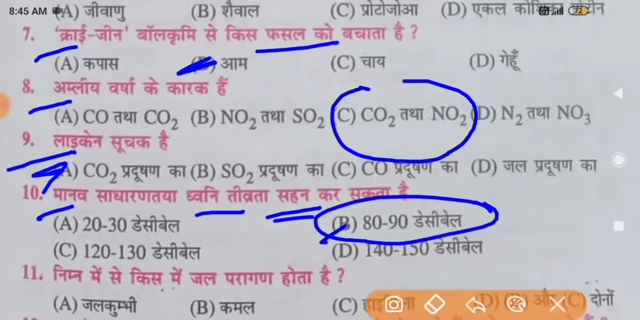 8:45 AM
(A) जीवाणु (B) शैवाल (C) प्रोटोजोआ (D) एकल
7. 'क्राई-जीन' बॉलकृमि से किस फसल को बचाता है ?
(A) कपास (B) आम (C) चाय (D) गेहूँ
8. अम्लीय वर्षा के कारक हैं
(A) CO तथा CO₂ (B) NO₂ तथा SO₂ (C) CO₂ तथा NO₂ (D) N₂ तथा NO₃
9. लाइकेन सूचक है
(A) CO₂ प्रदूषण का (B) SO₂ प्रदूषण का (C) CO प्रदूषण का (D) जल प्रदूषण का
10. मानव साधारणतया ध्वनि तीव्रता सहन कर सकता है
(A) 20-30 डेसीबेल (B) 80-90 डेसीबेल
(C) 120-130 डेसीबेल (D) 140-150 डेसीबेल
11. निम्न में से किस में जल परागण होता है ?
(A) जलकुम्भी (B) कमल (C) (D) और (C) दोनों